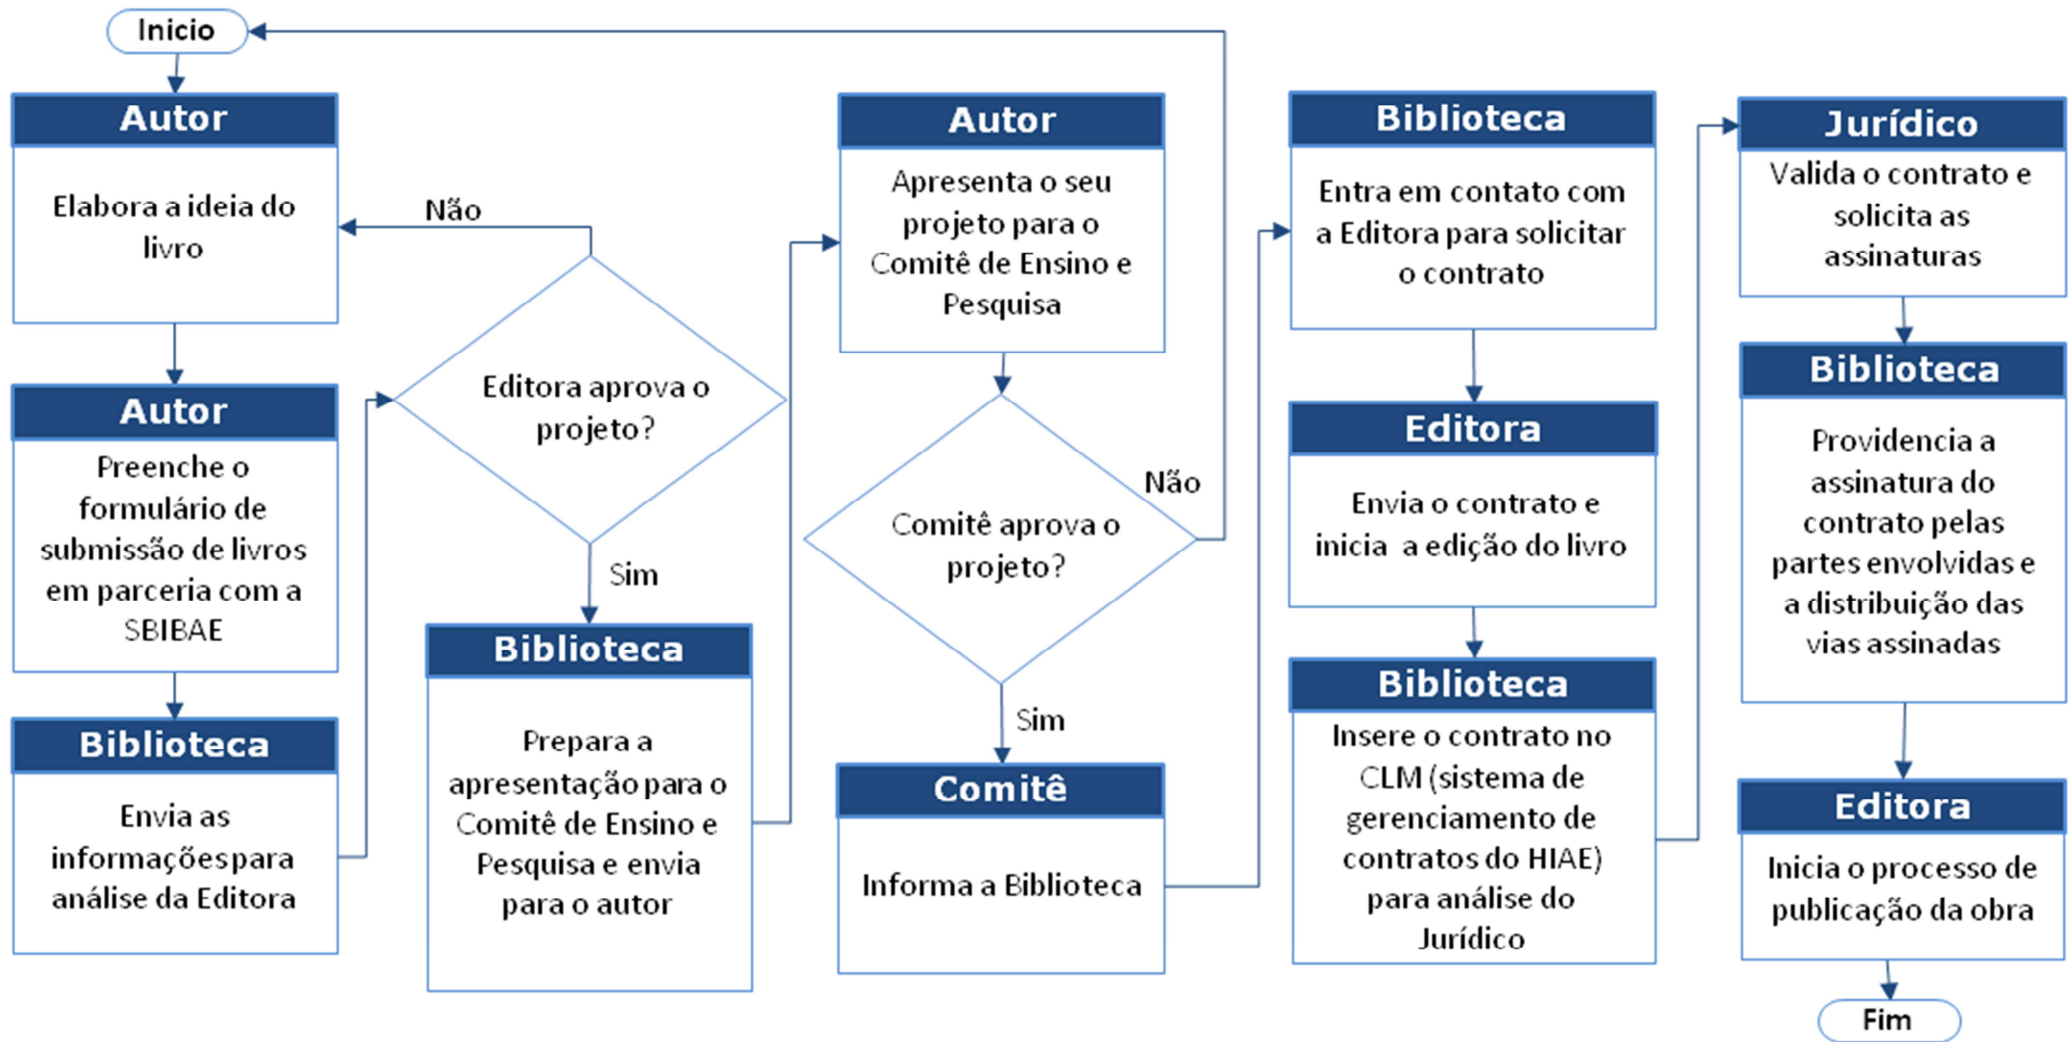 Inicio
Autor
Elabora a ideia do
livro
Autor
Preenche o
formulário de
submissão de livros
em parceria com a
SBIBAE
Biblioteca
Envia as
informações para
análise da Editora
Não
Editora aprova o
projeto?
Sim
Biblioteca
Prepara a
apresentação para o
Comitê de Ensino e
Pesquisa e envia
para o autor
Autor
Apresenta o seu
projeto para o
Comitê de Ensino e
Pesquisa
Comitê aprova o
projeto?
Não
Sim
Comitê
Informa a Biblioteca
Biblioteca
Entra em contato com
a Editora para solicitar
o contrato
Editora
Envia o contrato e
inicia a edição do livro
Biblioteca
Insere o contrato no
CLM (sistema de
gerenciamento de
contratos do HIAE)
para análise do
Jurídico
Jurídico
Valida o contrato e
solicita as
assinaturas
Biblioteca
Providencia a
assinatura do
contrato pelas
partes envolvidas e
a distribuição das
vias assinadas
Editora
Inicia o processo de
publicação da obra
Fim